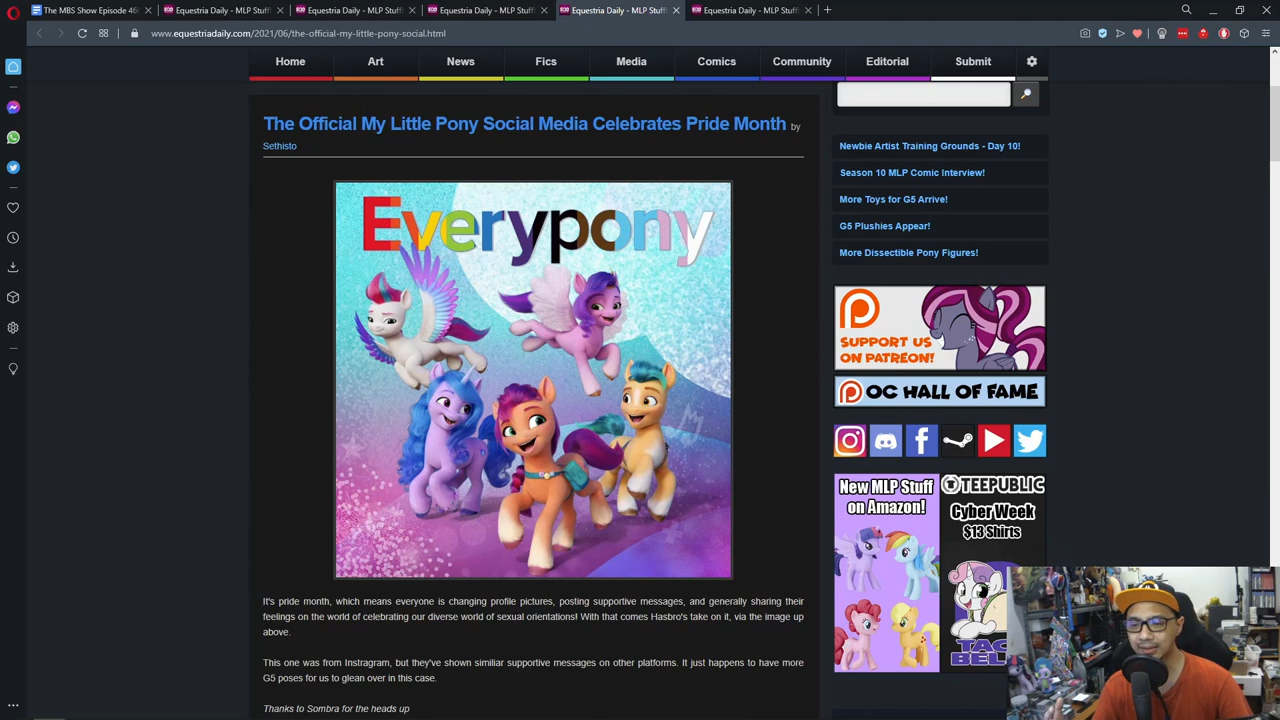 The MBS Show Episode 46
Equestria Daily - MLP Stuff
Equestria Daily - MLP Stuff
Equestria Daily - MLP Stuff
Equestria Daily - MLP Stuff
Equestria Daily - MLP Stuff
www.equestriadaily.com/2021/06/the-official-my-little-pony-social.html
Home Art News Fics Media Comics Community Editorial Submit
The Official My Little Pony Social Media Celebrates Pride Month by
Sethisto
Everypony
It's pride month, which means everyone is changing profile pictures, posting supportive messages, and generally sharing their
feelings on the world of celebrating our diverse world of sexual orientations! With that comes Hasbro's take on it, via the image up
above.
This one was from Instragram, but they've shown similiar supportive messages on other platforms. It just happens to have more
G5 poses for us to glean over in this case.
Thanks to Sombra for the heads up
Newbie Artist Training Grounds - Day 10!
Season 10 MLP Comic Interview!
More Toys for G5 Arrive!
G5 Plushies Appear!
More Dissectible Pony Figures!
SUPPORT US
ON PATREON!
OC HALL OF FAME
New MLP Stuff
on Amazon!
TEEPUBLIC
Cyber Week
$13 Shirts